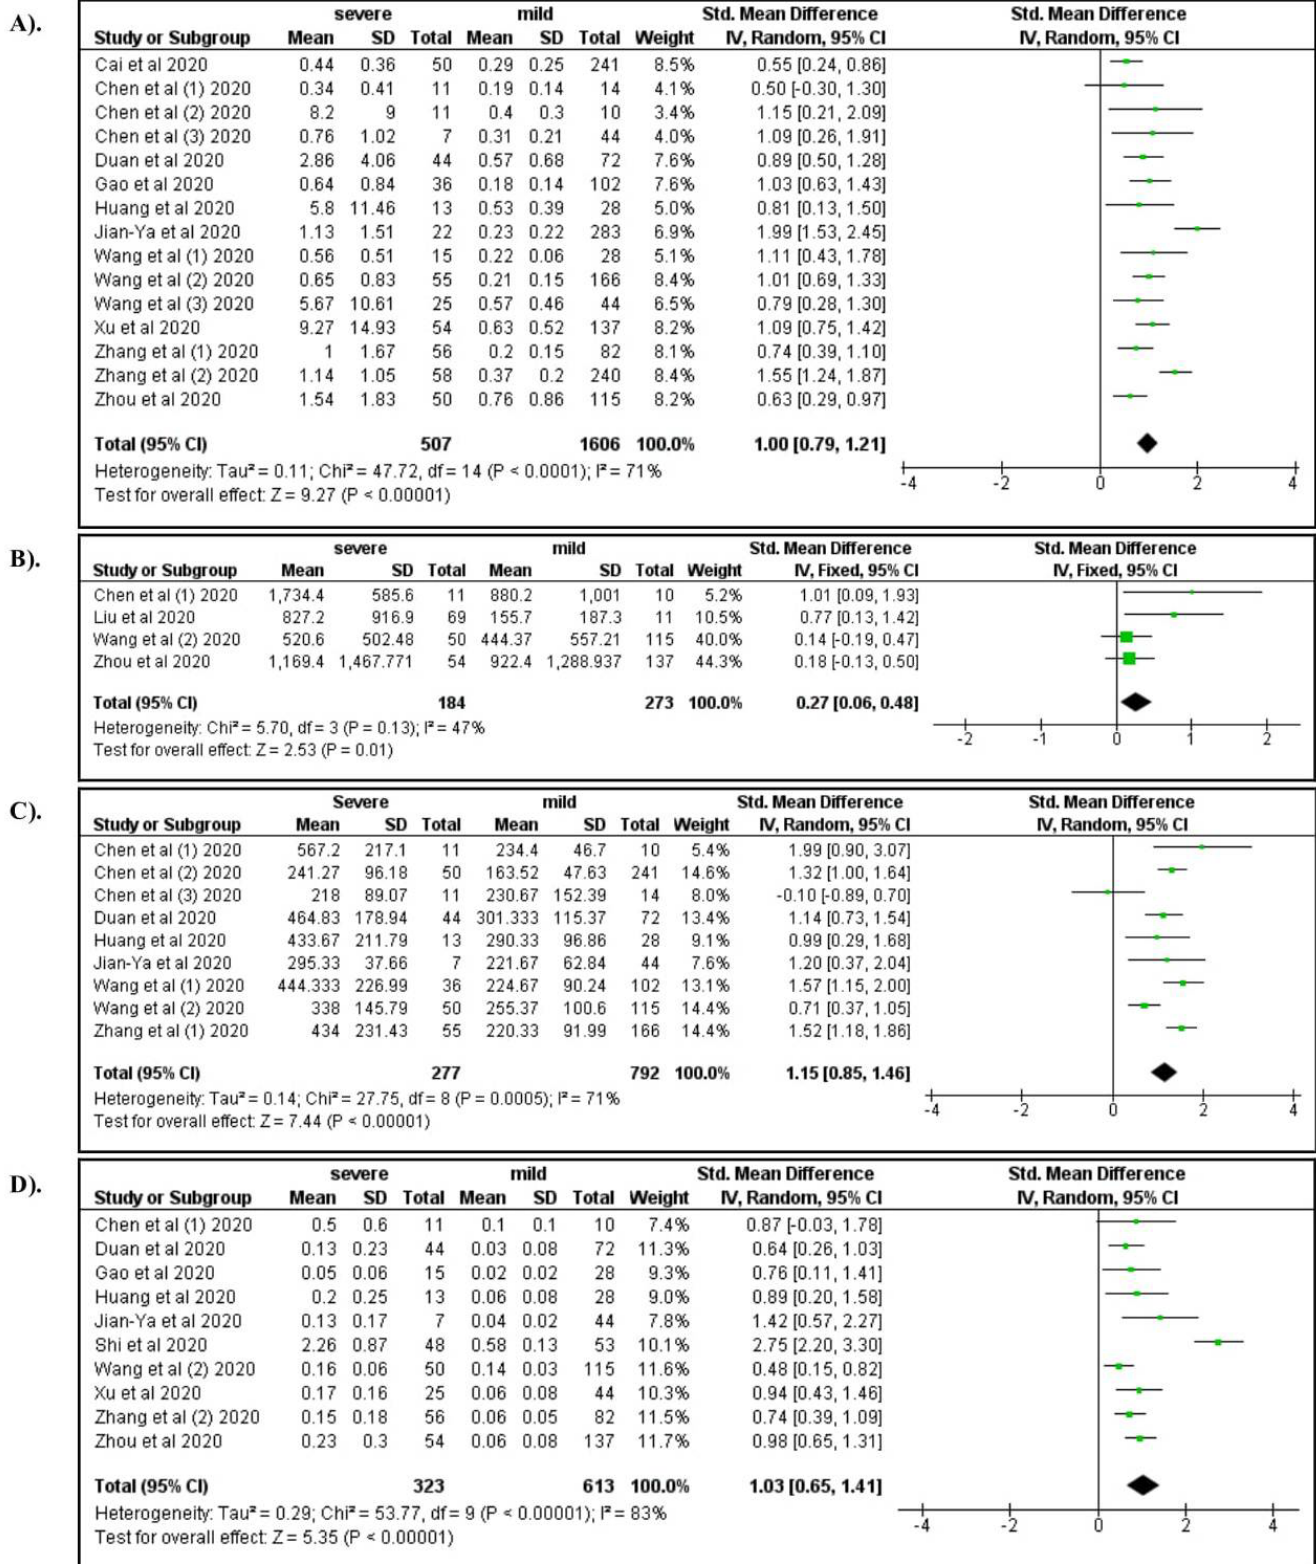 A).
severe mild Std. Mean Difference Std. Mean Difference
Study or Subgroup Mean SD Total Mean SD Total Weight IV, Random, 95% CI IV, Random, 95% CI
Cai et al 2020 0.44 0.36 50 0.29 0.25 241 8.5% 0.55 [0.24, 0.86]
Chen et al (1) 2020 0.34 0.41 11 0.19 0.14 14 4.1% 0.50 [-0.30, 1.30]
Chen et al (2) 2020 8.2 9 11 0.4 0.3 10 3.4% 1.15 [0.21, 2.09]
Chen et al (3) 2020 0.76 1.02 7 0.31 0.21 44 4.0% 1.09 [0.26, 1.91]
Duan et al 2020 2.86 4.06 44 0.57 0.68 72 7.6% 0.89 [0.50, 1.28]
Gao et al 2020 0.64 0.84 36 0.18 0.14 102 7.6% 1.03 [0.63, 1.43]
Huang et al 2020 5.8 11.46 13 0.53 0.39 28 5.0% 0.81 [0.13, 1.50]
Jian-Ya et al 2020 1.13 1.51 22 0.23 0.22 283 6.9% 1.99 [1.53, 2.45]
Wang et al (1) 2020 0.56 0.51 15 0.22 0.06 28 5.1% 1.11 [0.43, 1.78]
Wang et al (2) 2020 0.65 0.83 55 0.21 0.15 166 8.4% 1.01 [0.69, 1.33]
Wang et al (3) 2020 5.67 10.61 25 0.57 0.46 44 6.5% 0.79 [0.28, 1.30]
Xu et al 2020 9.27 14.93 54 0.63 0.52 137 8.2% 1.09 [0.75, 1.42]
Zhang et al (1) 2020 1 1.67 56 0.2 0.15 82 8.1% 0.74 [0.39, 1.10]
Zhang et al (2) 2020 1.14 1.05 58 0.37 0.2 240 8.4% 1.55 [1.24, 1.87]
Zhou et al 2020 1.54 1.83 50 0.76 0.86 115 8.2% 0.63 [0.29, 0.97]
Total (95% CI) 507 1606 100.0% 1.00 [0.79, 1.21]
Heterogeneity: Tau² = 0.11; Chi² = 47.72, df = 14 (P < 0.0001); I² = 71%
Test for overall effect: Z = 9.27 (P < 0.00001)
-4 -2 0 2 4
B).
severe mild Std. Mean Difference Std. Mean Difference
Study or Subgroup Mean SD Total Mean SD Total Weight IV, Fixed, 95% CI IV, Fixed, 95% CI
Chen et al (1) 2020 1,734.4 585.6 11 880.2 1,001 10 5.2% 1.01 [0.09, 1.93]
Liu et al 2020 827.2 916.9 69 155.7 187.3 11 10.5% 0.77 [0.13, 1.42]
Wang et al (2) 2020 520.6 502.48 50 444.37 557.21 115 40.0% 0.14 [-0.19, 0.47]
Zhou et al 2020 1,169.4 1,467.771 54 922.4 1,288.937 137 44.3% 0.18 [-0.13, 0.50]
Total (95% CI) 184 273 100.0% 0.27 [0.06, 0.48]
Heterogeneity: Chi² = 5.70, df = 3 (P = 0.13); I² = 47%
Test for overall effect: Z = 2.53 (P = 0.01)
-2 -1 0 1 2
C).
Severe mild Std. Mean Difference Std. Mean Difference
Study or Subgroup Mean SD Total Mean SD Total Weight IV, Random, 95% CI IV, Random, 95% CI
Chen et al (1) 2020 567.2 217.1 11 234.4 46.7 10 5.4% 1.99 [0.90, 3.07]
Chen et al (2) 2020 241.27 96.18 50 163.52 47.63 241 14.6% 1.32 [1.00, 1.64]
Chen et al (3) 2020 218 89.07 11 230.67 152.39 14 8.0% -0.10 [-0.89, 0.70]
Duan et al 2020 464.83 178.94 44 301.333 115.37 72 13.4% 1.14 [0.73, 1.54]
Huang et al 2020 433.67 211.79 13 290.33 96.86 28 9.1% 0.99 [0.29, 1.68]
Jian-Ya et al 2020 295.33 37.66 7 221.67 62.84 44 7.6% 1.20 [0.37, 2.04]
Wang et al (1) 2020 444.333 226.99 36 224.67 90.24 102 13.1% 1.57 [1.15, 2.00]
Wang et al (2) 2020 338 145.79 50 255.37 100.6 115 14.4% 0.71 [0.37, 1.05]
Zhang et al (1) 2020 434 231.43 55 220.33 91.99 166 14.4% 1.52 [1.18, 1.86]
Total (95% CI) 277 792 100.0% 1.15 [0.85, 1.46]
Heterogeneity: Tau² = 0.14; Chi² = 27.75, df = 8 (P = 0.0005); I² = 71%
Test for overall effect: Z = 7.44 (P < 0.00001)
-4 -2 0 2 4
D).
severe mild Std. Mean Difference Std. Mean Difference
Study or Subgroup Mean SD Total Mean SD Total Weight IV, Random, 95% CI IV, Random, 95% CI
Chen et al (1) 2020 0.5 0.6 11 0.1 0.1 10 7.4% 0.87 [-0.03, 1.78]
Duan et al 2020 0.13 0.23 44 0.03 0.08 72 11.3% 0.64 [0.26, 1.03]
Gao et al 2020 0.05 0.06 15 0.02 0.02 28 9.3% 0.76 [0.11, 1.41]
Huang et al 2020 0.2 0.25 13 0.06 0.08 28 9.0% 0.89 [0.20, 1.58]
Jian-Ya et al 2020 0.13 0.17 7 0.04 0.02 44 7.8% 1.42 [0.57, 2.27]
Shi et al 2020 2.26 0.87 48 0.58 0.13 53 10.1% 2.75 [2.20, 3.30]
Wang et al (2) 2020 0.16 0.06 50 0.14 0.03 115 11.6% 0.48 [0.15, 0.82]
Xu et al 2020 0.17 0.16 25 0.06 0.08 44 10.3% 0.94 [0.43, 1.46]
Zhang et al (2) 2020 0.15 0.18 56 0.06 0.05 82 11.5% 0.74 [0.39, 1.09]
Zhou et al 2020 0.23 0.3 54 0.06 0.08 137 11.7% 0.98 [0.65, 1.31]
Total (95% CI) 323 613 100.0% 1.03 [0.65, 1.41]
Heterogeneity: Tau² = 0.29; Chi² = 53.77, df = 9 (P < 0.00001); I² = 83%
Test for overall effect: Z = 5.35 (P < 0.00001)
-4 -2 0 2 4